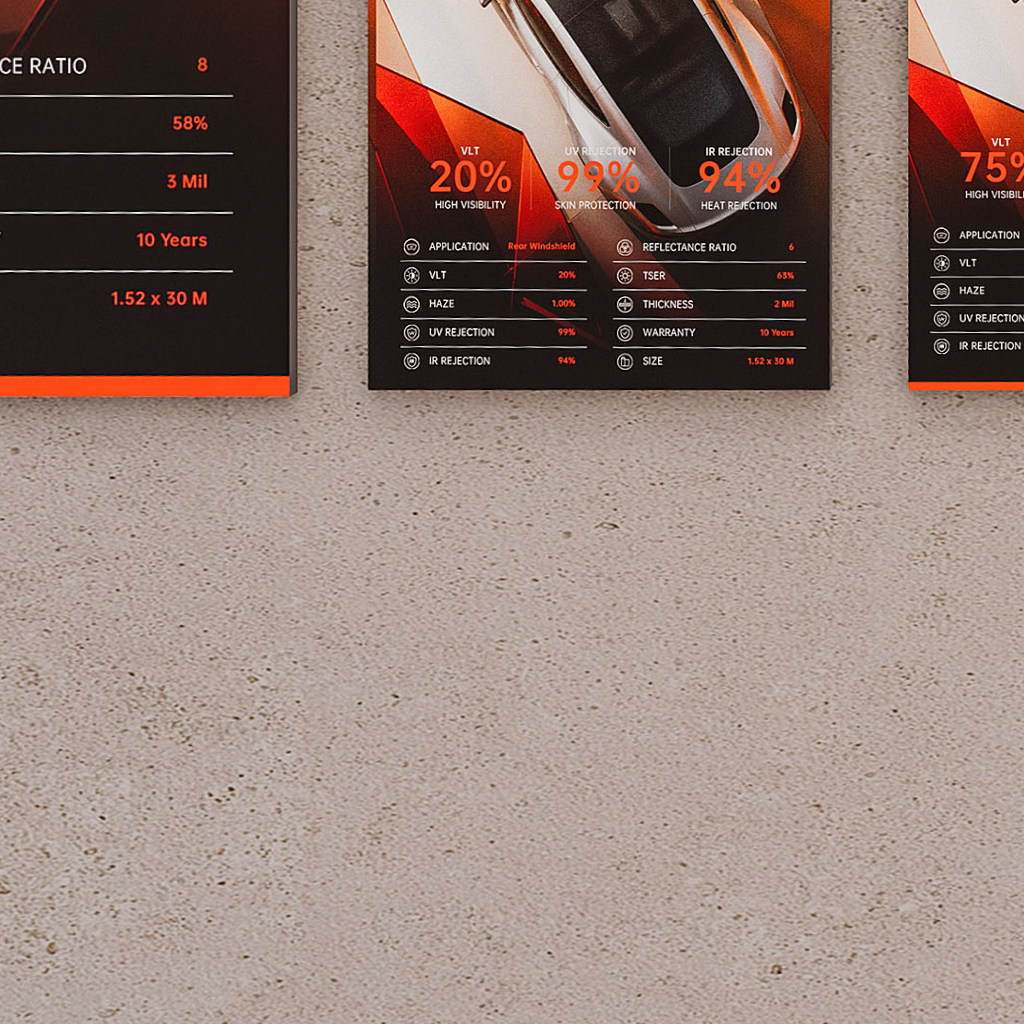 CE RATIO 8
58%
3 Mil
10 Years
1.52 x 30 M
VLT
20%
HIGH VISIBILITY
UV REJECTION
99%
SKIN PROTECTION
IR REJECTION
94%
HEAT REJECTION
APPLICATION Rear Windshield
VLT 20%
HAZE 1.00%
UV REJECTION 99%
IR REJECTION 94%
REFLECTANCE RATIO 6
TSER 63%
THICKNESS 2 Mil
WARRANTY 10 Years
SIZE 1.52 x 30 M
VLT
75%
HIGH VISIBILI
APPLICATION
VLT
HAZE
UV REJECTION
IR REJECTION